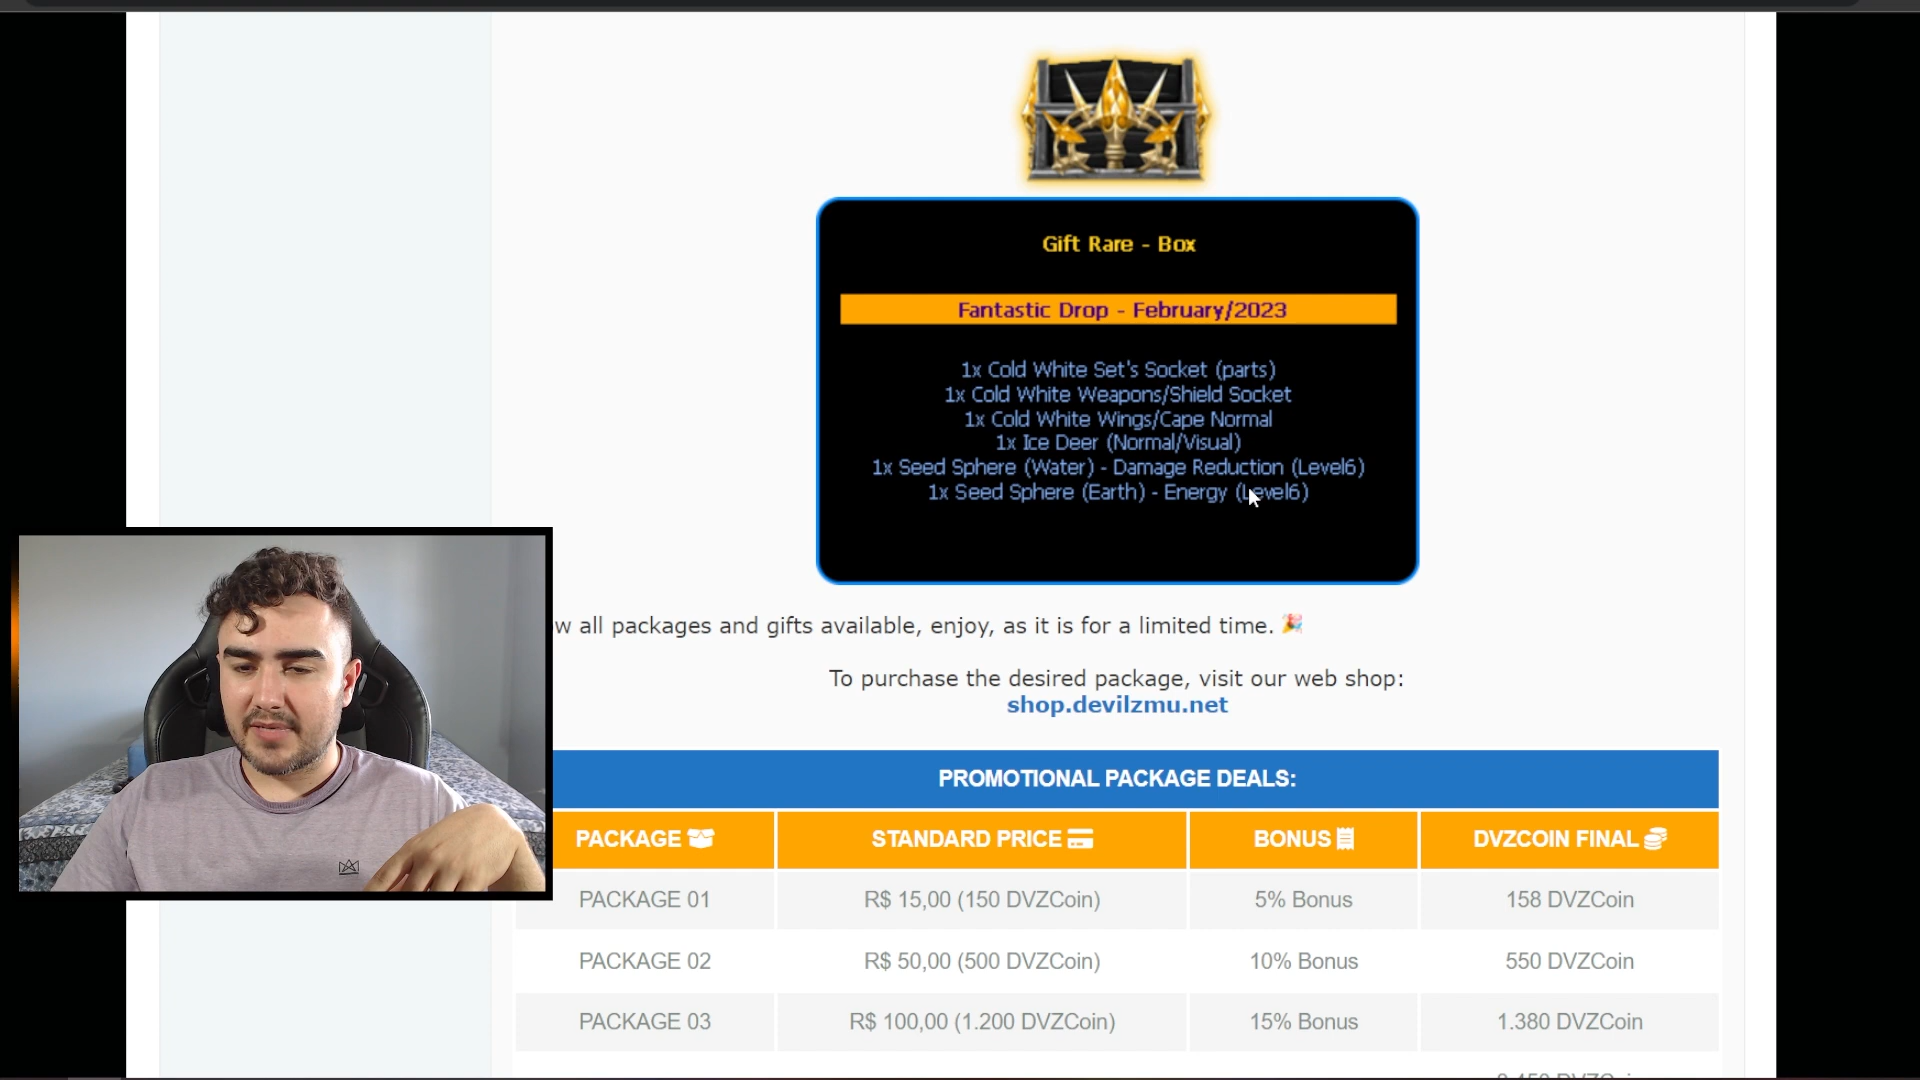 Gift Rare - Box
Fantastic Drop - February/2023
1x Cold White Set's Socket (parts)
1x Cold White Weapons/Shield Socket
1x Cold White Wings/Cape Normal
1x Ice Deer (Normal/Visual)
1x Seed Sphere (Water) - Damage Reduction (Level6)
1x Seed Sphere (Earth) - Energy (Level6)
w all packages and gifts available, enjoy, as it is for a limited time. 🎉
To purchase the desired package, visit our web shop:
shop.devilzmu.net
PROMOTIONAL PACKAGE DEALS:
PACKAGE STANDARD PRICE BONUS DVZCOIN FINAL
PACKAGE 01 R$ 15,00 (150 DVZCoin) 5% Bonus 158 DVZCoin
PACKAGE 02 R$ 50,00 (500 DVZCoin) 10% Bonus 550 DVZCoin
PACKAGE 03 R$ 100,00 (1.200 DVZCoin) 15% Bonus 1.380 DVZCoin